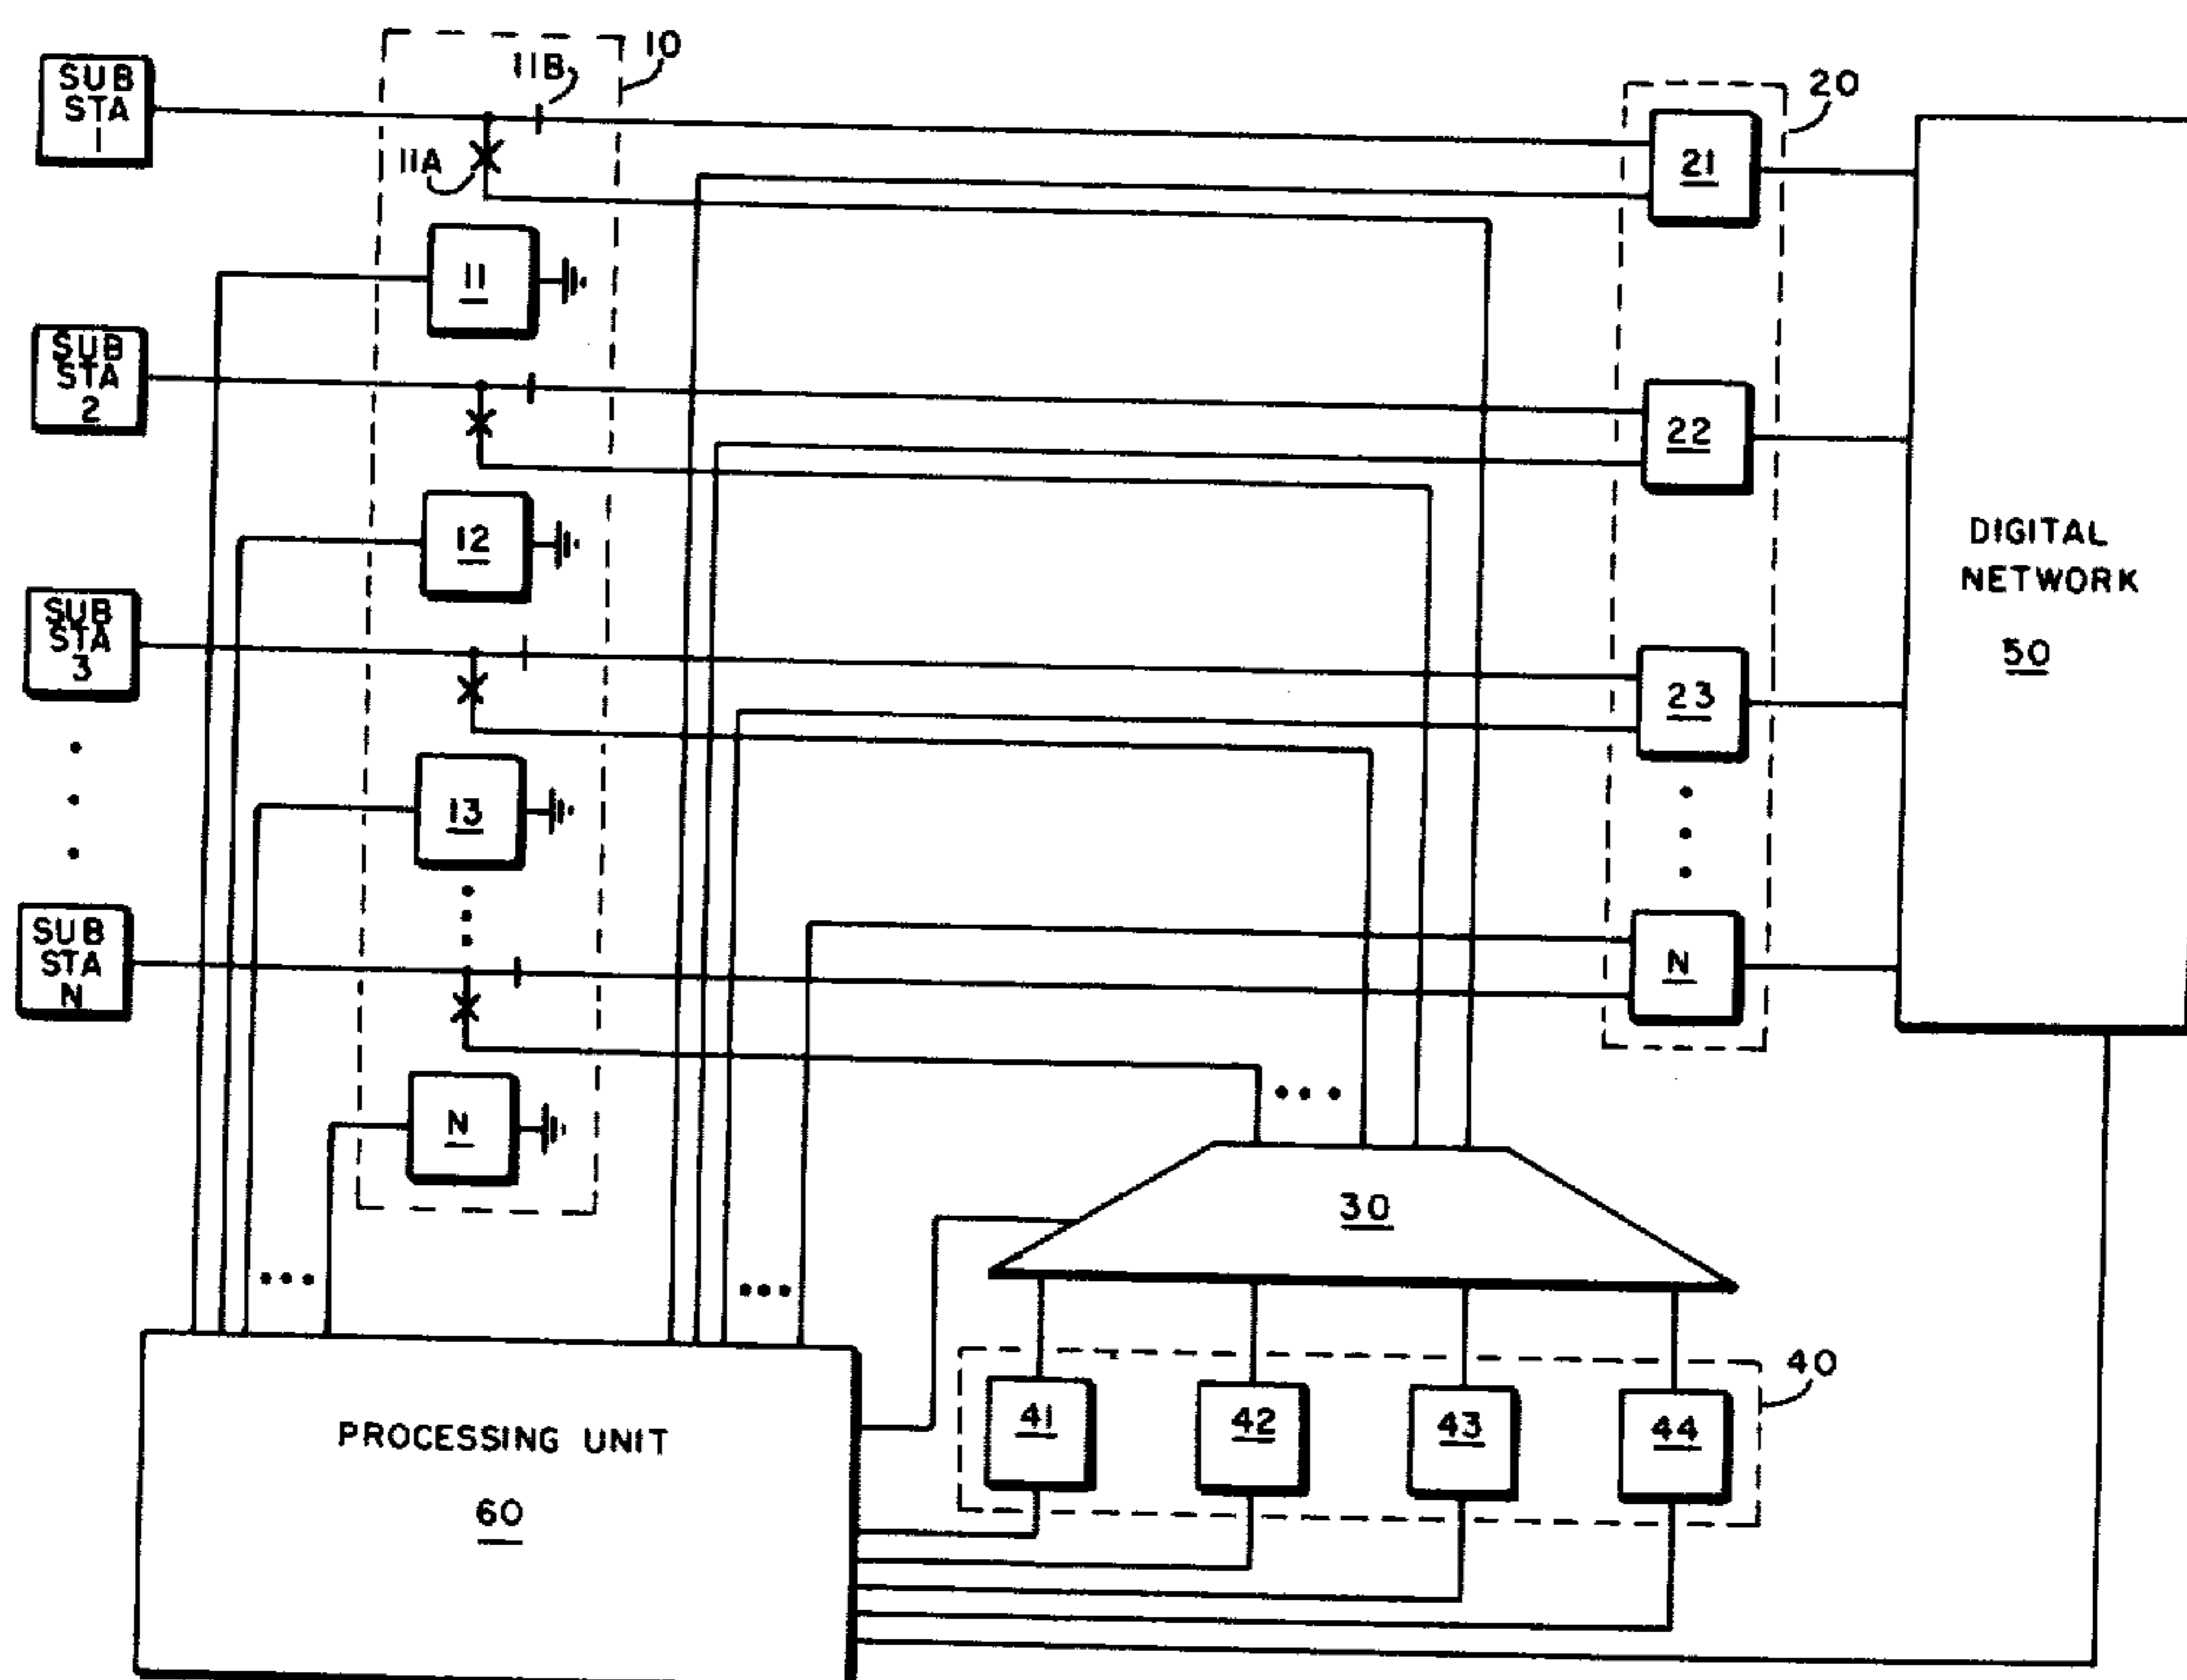 SUB
STA
1
11B
10
20
11A
21
11
SUB
STA
2
22
12
DIGITAL
NETWORK
50
SUB
STA
3
23
13
SUB
STA
N
N
N
30
40
41
42
43
44
PROCESSING UNIT
60